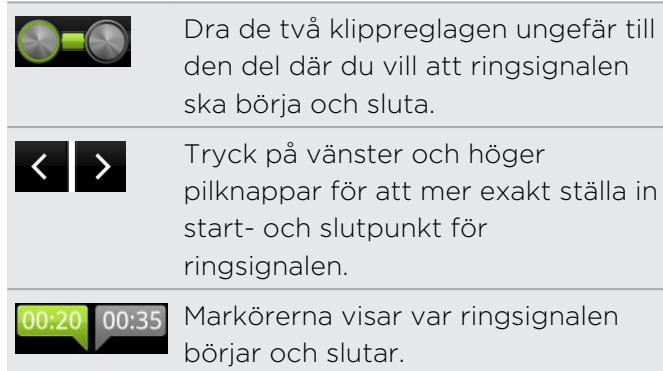 Dra de två klippreglagen ungefär till
den del där du vill att ringsignalen
ska börja och sluta.
Tryck på vänster och höger
pilknappar för att mer exakt ställa in
start- och slutpunkt för
ringsignalen.
00:20 00:35
Markörerna visar var ringsignalen
börjar och slutar.